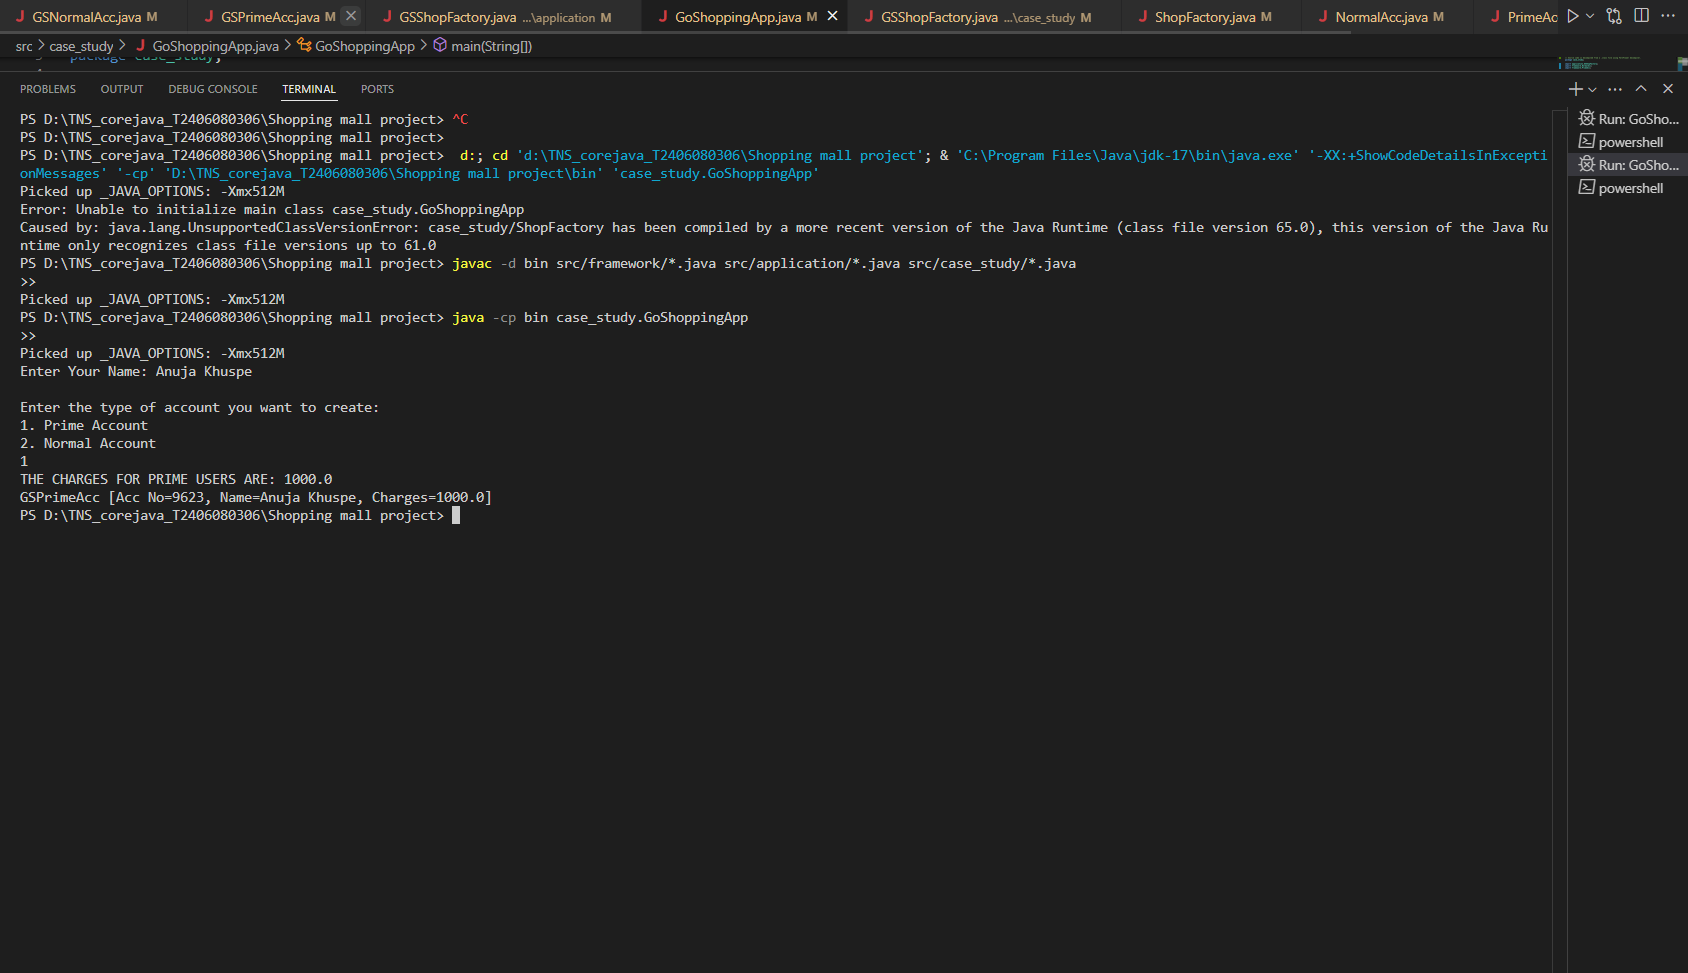 GSNormalAcc.java M GSPrimeAcc.java M GSShopFactory.java ...\application M GoShoppingApp.java M GSShopFactory.java ...\case_study M ShopFactory.java M NormalAcc.java M PrimeAc
src > case_study > GoShoppingApp.java > GoShoppingApp > main(String[])
package case_study;
PROBLEMS OUTPUT DEBUG CONSOLE TERMINAL PORTS
PS D:\TNS_corejava_T2406080306\Shopping mall project> ^C
PS D:\TNS_corejava_T2406080306\Shopping mall project>
PS D:\TNS_corejava_T2406080306\Shopping mall project>  d:; cd 'd:\TNS_corejava_T2406080306\Shopping mall project'; & 'C:\Program Files\Java\jdk-17\bin\java.exe' '-XX:+ShowCodeDetailsInExcepti
onMessages' '-cp' 'D:\TNS_corejava_T2406080306\Shopping mall project\bin' 'case_study.GoShoppingApp'
Picked up _JAVA_OPTIONS: -Xmx512M
Error: Unable to initialize main class case_study.GoShoppingApp
Caused by: java.lang.UnsupportedClassVersionError: case_study/ShopFactory has been compiled by a more recent version of the Java Runtime (class file version 65.0), this version of the Java Ru
ntime only recognizes class file versions up to 61.0
PS D:\TNS_corejava_T2406080306\Shopping mall project> javac -d bin src/framework/*.java src/application/*.java src/case_study/*.java
>>
Picked up _JAVA_OPTIONS: -Xmx512M
PS D:\TNS_corejava_T2406080306\Shopping mall project> java -cp bin case_study.GoShoppingApp
>>
Picked up _JAVA_OPTIONS: -Xmx512M
Enter Your Name: Anuja Khuspe
Enter the type of account you want to create:
1. Prime Account
2. Normal Account
1
THE CHARGES FOR PRIME USERS ARE: 1000.0
GSPrimeAcc [Acc No=9623, Name=Anuja Khuspe, Charges=1000.0]
PS D:\TNS_corejava_T2406080306\Shopping mall project>
Run: GoSho...
powershell
Run: GoSho...
powershell